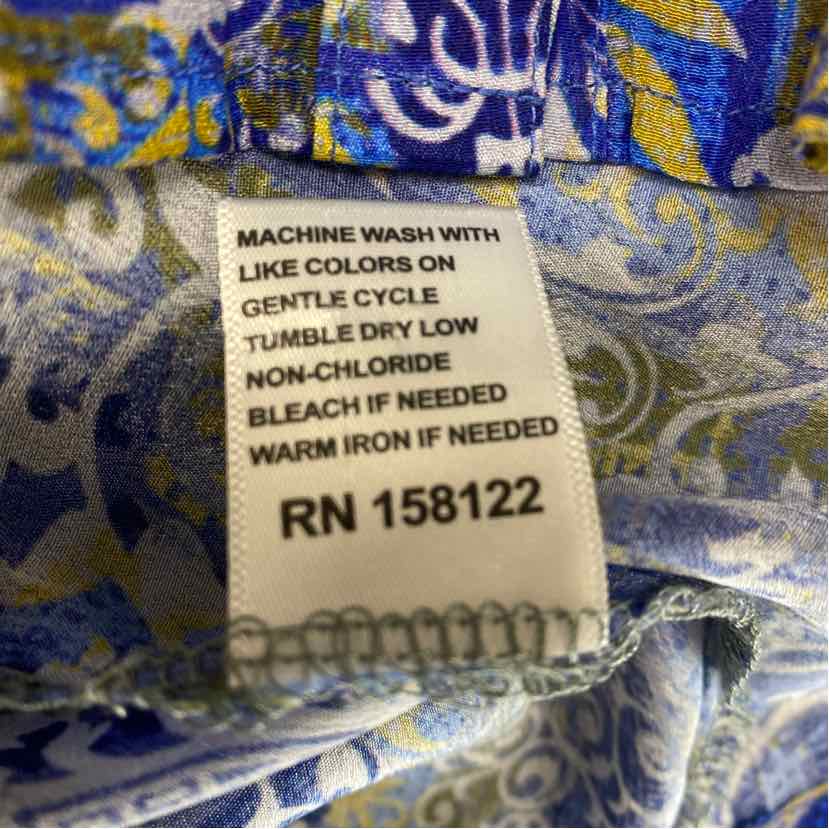 MACHINE WASH WITH
LIKE COLORS ON
GENTLE CYCLE
TUMBLE DRY LOW
NON-CHLORIDE
BLEACH IF NEEDED
WARM IRON IF NEEDED
RN 158122